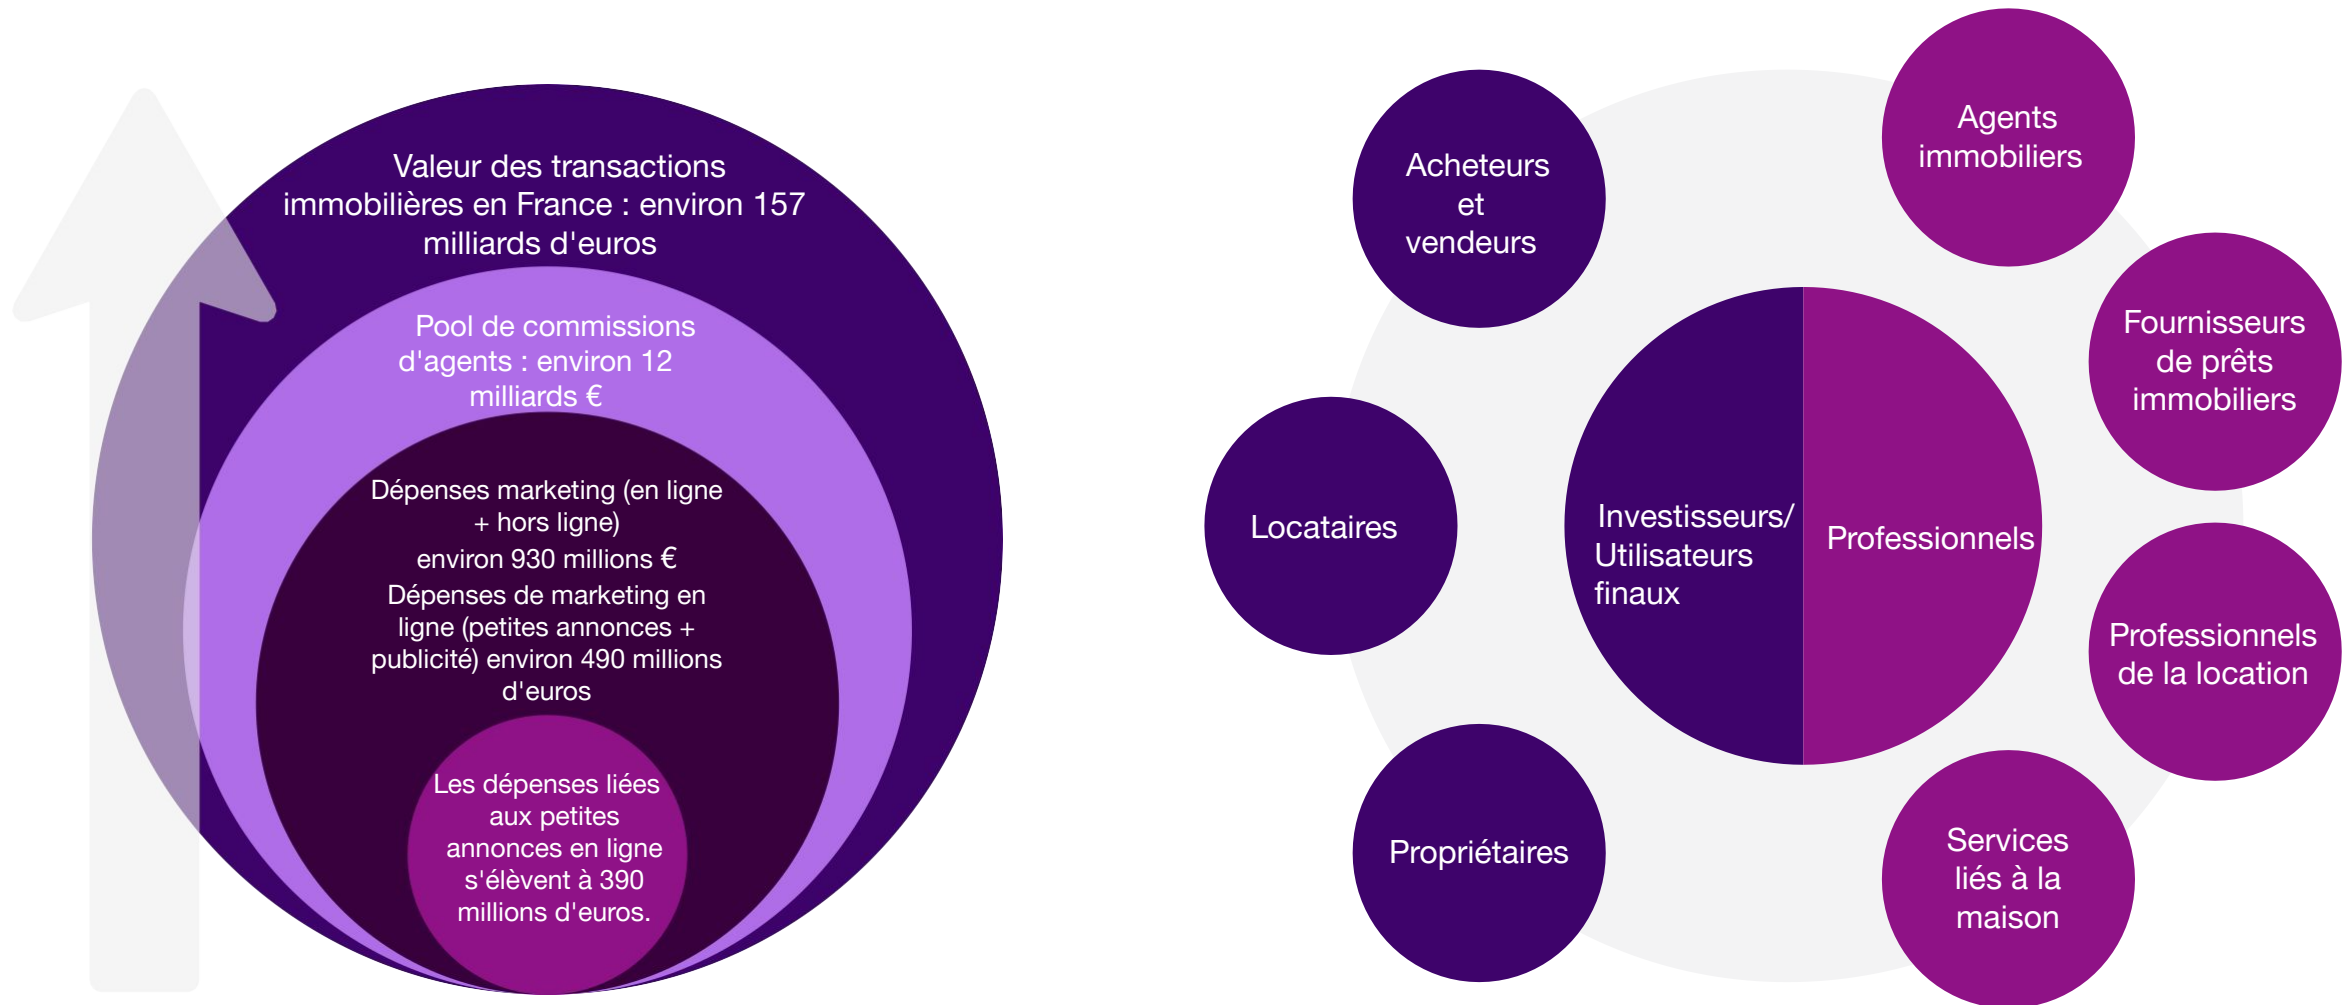 Valeur des transactions
immobilières en France : environ 157
milliards d'euros
Pool de commissions
d'agents : environ 12
milliards €
Dépenses marketing (en ligne
+ hors ligne)
environ 930 millions €
Dépenses de marketing en
ligne (petites annonces +
publicité) environ 490 millions
d'euros
Les dépenses liées
aux petites
annonces en ligne
s'élèvent à 390
millions d'euros.
Acheteurs
et
vendeurs
Locataires
Propriétaires
Investisseurs/
Utilisateurs
finaux
Professionnels
Agents
immobiliers
Fournisseurs
de prêts
immobiliers
Professionnels
de la location
Services
liés à la
maison